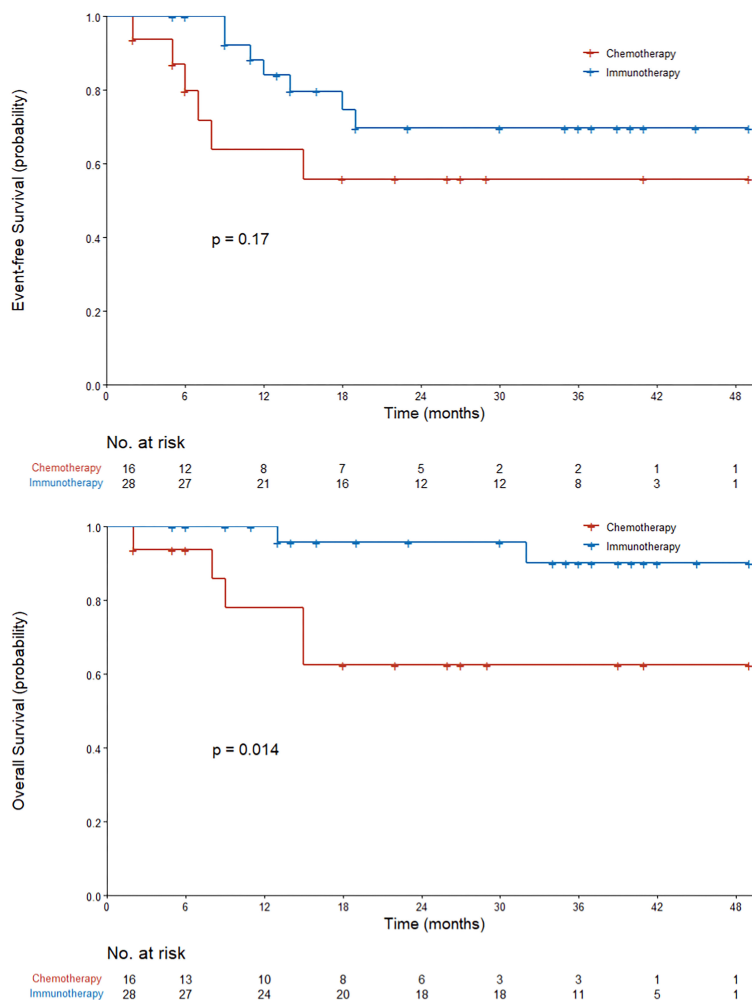 1.0
Chemotherapy
Immunotherapy
0.8
0.6
0.4
p = 0.17
0.2
0.0
Event-free Survival (probability)
0 6 12 18 24 30 36 42 48
Time (months)
No. at risk
Chemotherapy 16 12 8 7 5 2 2 1 1
Immunotherapy 28 27 21 16 12 12 8 3 1
1.0
Chemotherapy
Immunotherapy
0.8
0.6
0.4
p = 0.014
0.2
0.0
Overall Survival (probability)
0 6 12 18 24 30 36 42 48
Time (months)
No. at risk
Chemotherapy 16 13 10 8 6 3 3 1 1
Immunotherapy 28 27 24 20 18 18 11 5 1